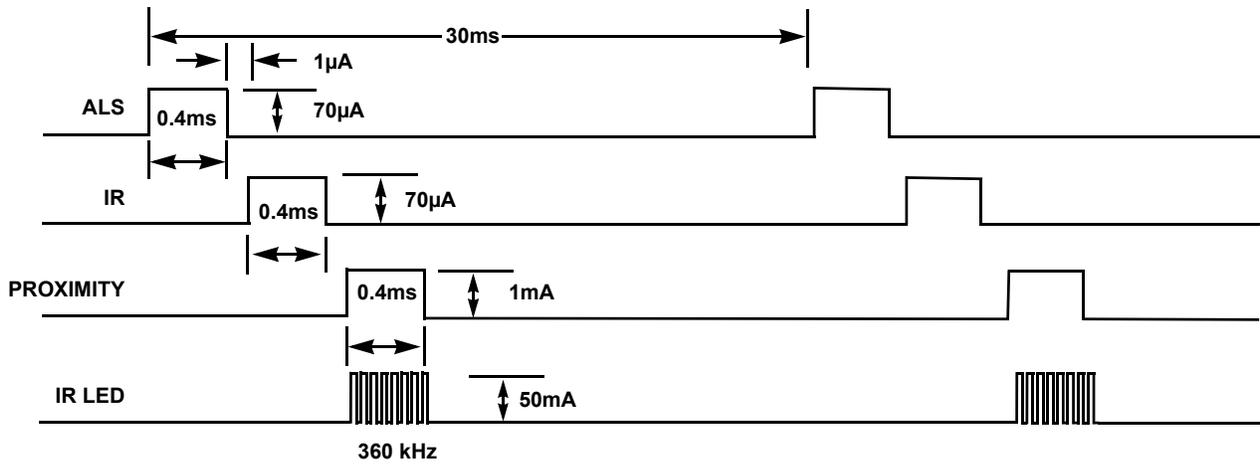 30ms
1µA
ALS
0.4ms
70µA
IR
0.4ms
70µA
PROXIMITY
0.4ms
1mA
IR LED
50mA
360 kHz